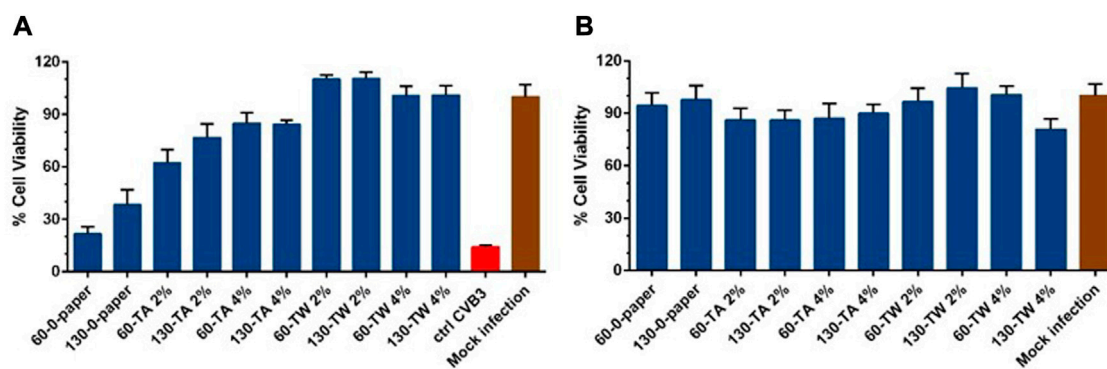 A
% Cell Viability
120
90
60
30
0
60-0-paper
130-0-paper
60-TA 2%
130-TA 2%
60-TA 4%
130-TA 4%
60-TW 2%
130-TW 2%
60-TW 4%
130-TW 4%
ctrl CVB3
Mock infection
B
% Cell Viability
120
90
60
30
0
60-0-paper
130-0-paper
60-TA 2%
130-TA 2%
60-TA 4%
130-TA 4%
60-TW 2%
130-TW 2%
60-TW 4%
130-TW 4%
Mock infection